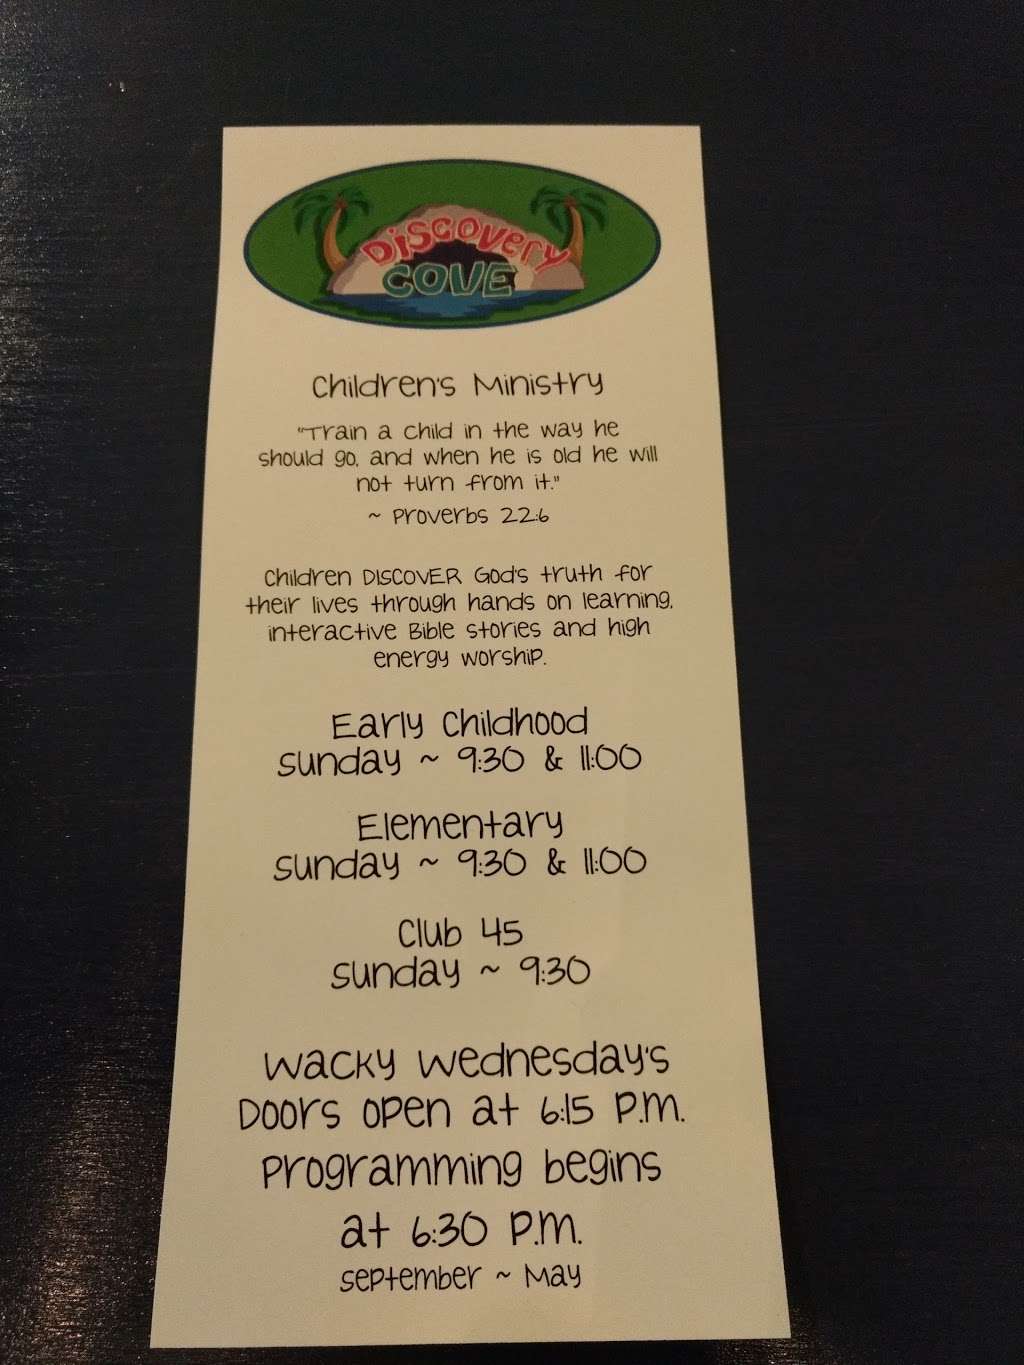 Discovery
COVE
Children's Ministry
"Train a child in the way he
should go, and when he is old he will
not turn from it."
~ Proverbs 22:6
Children DISCOVER God's truth for
their lives through hands on learning,
interactive Bible stories and high
energy worship.
Early Childhood
Sunday ~ 9:30 & 11:00
Elementary
Sunday ~ 9:30 & 11:00
Club 45
Sunday ~ 9:30
Wacky Wednesday's
Doors open at 6:15 P.M.
Programming begins
at 6:30 P.M.
September ~ May